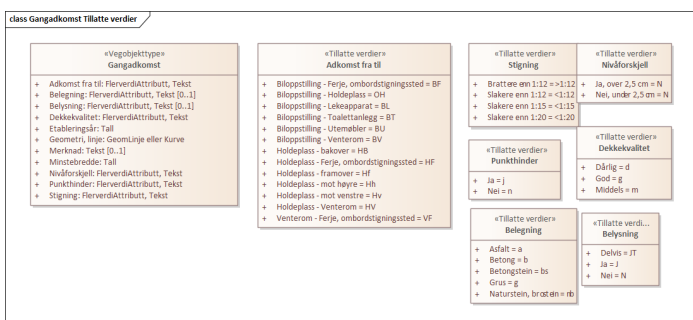 class Gangadkomst Tillatte verdier
«Vegobjekttype»
Gangadkomst
+ Adkomst fra til: FlerverdiAttributt, Tekst
+ Belegning: FlerverdiAttributt, Tekst [0..1]
+ Belysning: FlerverdiAttributt, Tekst [0..1]
+ Dekkekvalitet: FlerverdiAttributt, Tekst
+ Etableringsår: Tall
+ Geometri, linje: GeomLinje eller Kurve
+ Merknad: Tekst [0..1]
+ Minstebredde: Tall
+ Nivåforskjell: FlerverdiAttributt, Tekst
+ Punkthinder: FlerverdiAttributt, Tekst
+ Stigning: FlerverdiAttributt, Tekst
«Tillatte verdier»
Adkomst fra til
+ Biloppstilling - Ferje, ombordstigningssted = BF
+ Biloppstilling - Holdeplass = OH
+ Biloppstilling - Lekeapparat = BL
+ Biloppstilling - Toalettanlegg = BT
+ Biloppstilling - Utemøbler = BU
+ Biloppstilling - Venterom = BV
+ Holdeplass - bakover = HB
+ Holdeplass - Ferje, ombordstigningssted = HF
+ Holdeplass - framover = Hf
+ Holdeplass - mot høyre = Hh
+ Holdeplass - mot venstre = Hv
+ Holdeplass - Venterom = HV
+ Venterom - Ferje, ombordstigningssted = VF
«Tillatte verdier»
Stigning
+ Brattere enn 1:12 = >1:12
+ Slakere enn 1:12 = <1:12
+ Slakere enn 1:15 = <1:15
+ Slakere enn 1:20 = <1:20
«Tillatte verdier»
Nivåforskjell
+ Ja, over 2,5 cm = N
+ Nei, under 2,5 cm = N
«Tillatte verdier»
Punkthinder
+ Ja = j
+ Nei = n
«Tillatte verdier»
Dekkekvalitet
+ Dårlig = d
+ God = g
+ Middels = m
«Tillatte verdier»
Belegning
+ Asfalt = a
+ Betong = b
+ Betongstein = bs
+ Grus = g
+ Naturstein, brostein = nb
«Tillatte verdi...
Belysning
+ Delvis = JT
+ Ja = J
+ Nei = N